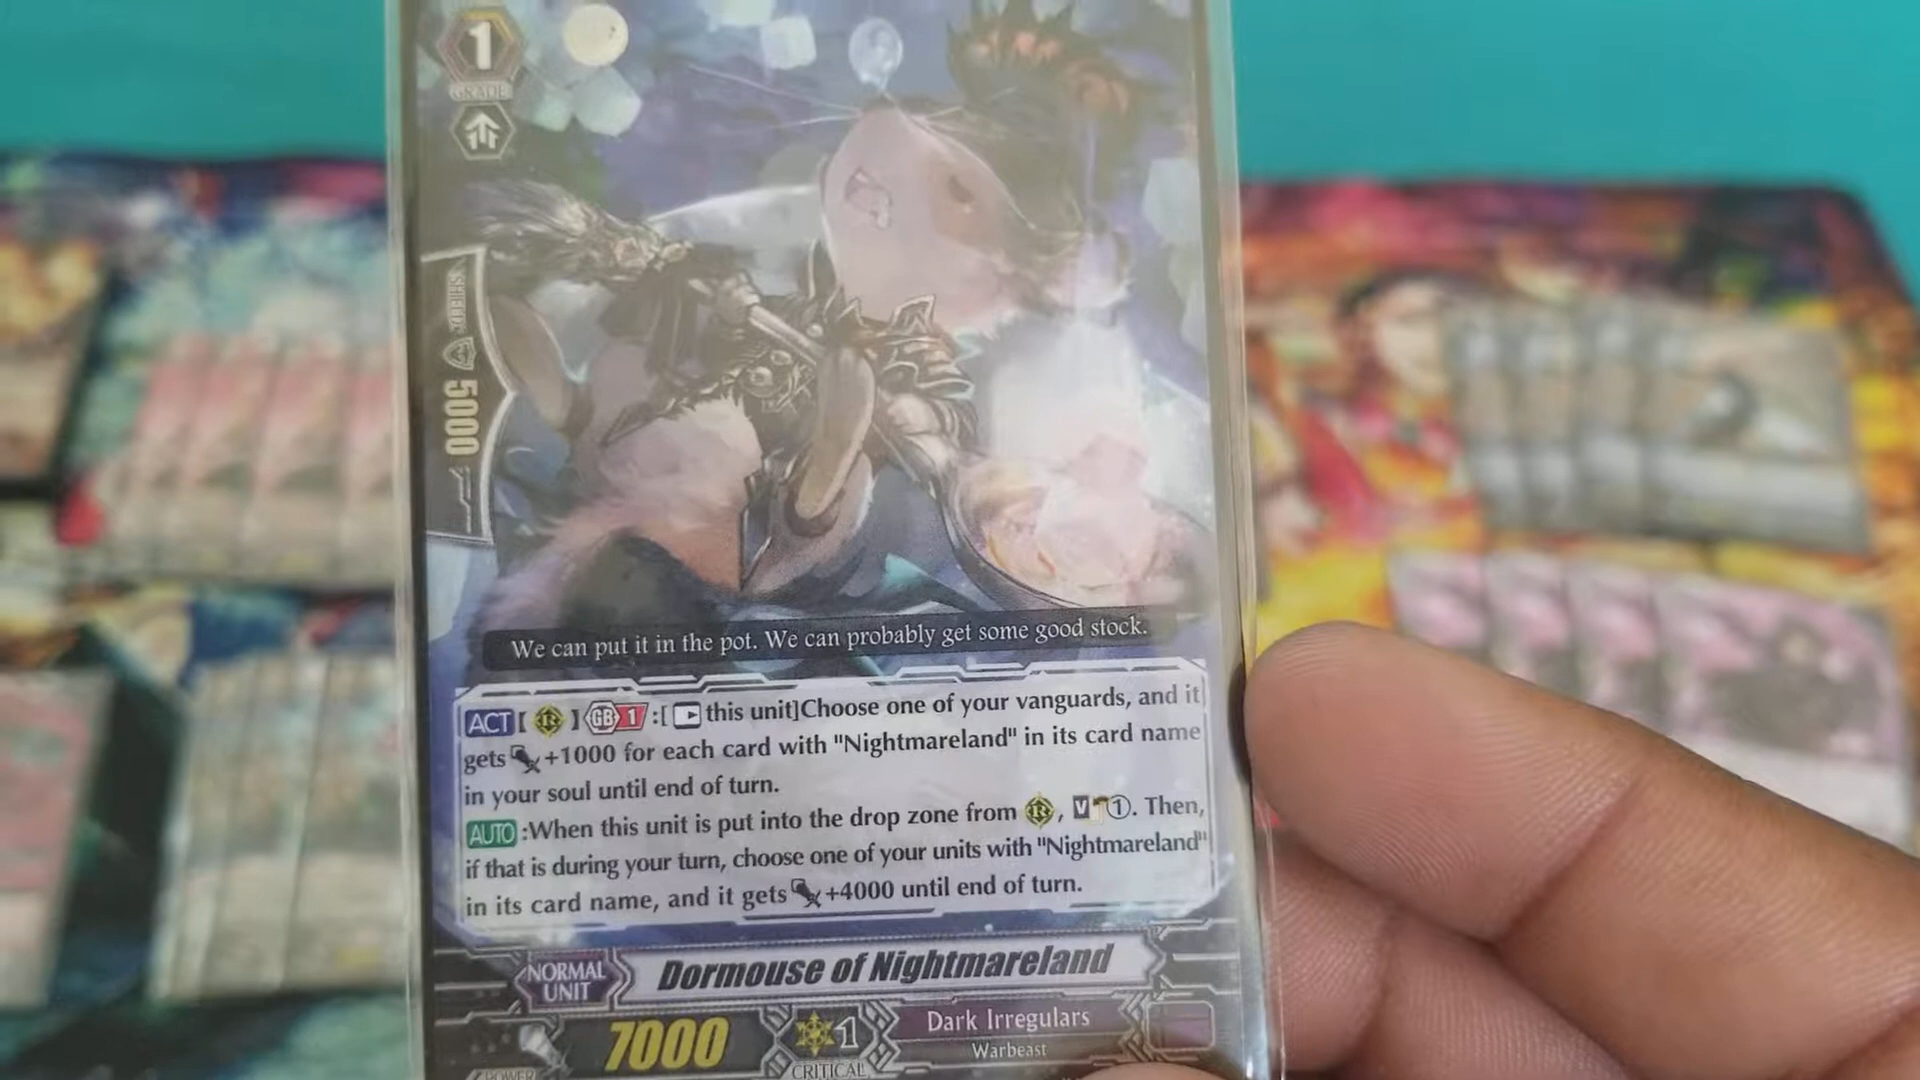 1
GRADE
SHIELD
5000
We can put it in the pot. We can probably get some good stock.
ACT[R]GB1:[this unit]Choose one of your vanguards, and it
gets +1000 for each card with "Nightmareland" in its card name
in your soul until end of turn.
AUTO:When this unit is put into the drop zone from R, V 1. Then,
if that is during your turn, choose one of your units with "Nightmareland"
in its card name, and it gets +4000 until end of turn.
NORMAL
UNIT
Dormouse of Nightmareland
POWER
7000
1
CRITICAL
Dark Irregulars
Warbeast